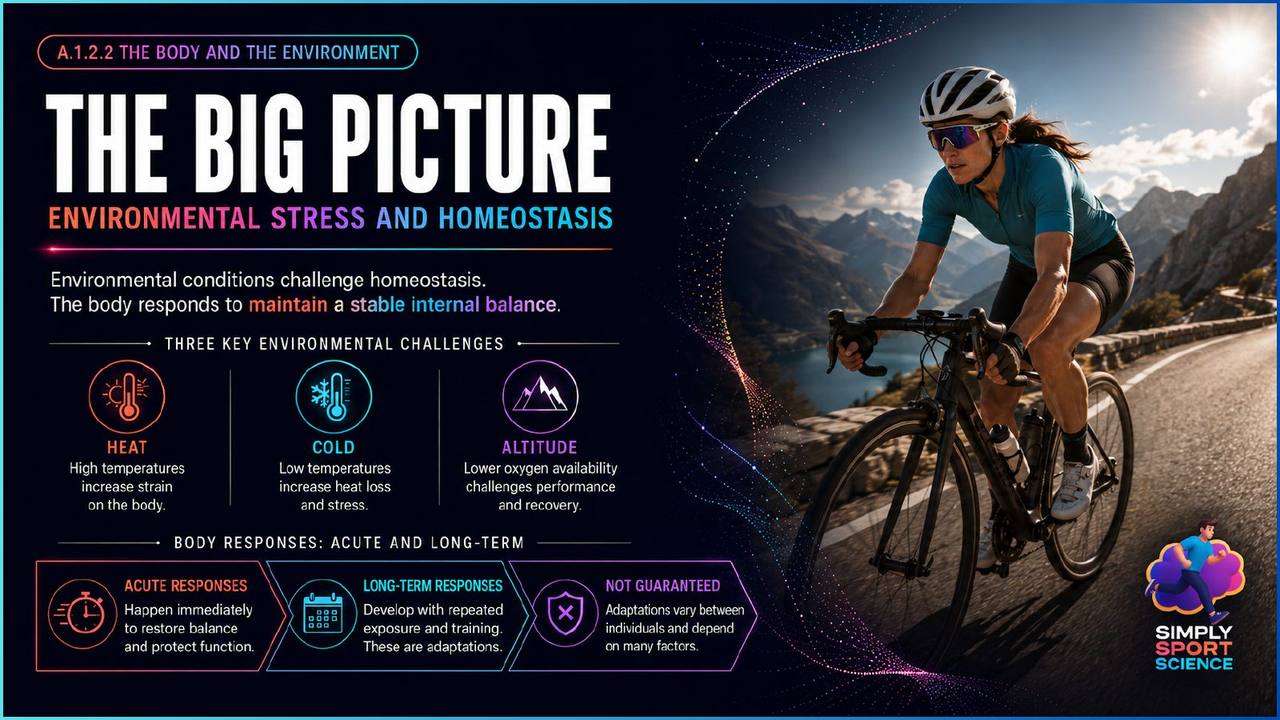 A.1.2.2 THE BODY AND THE ENVIRONMENT
THE BIG PICTURE
ENVIRONMENTAL STRESS AND HOMEOSTASIS
Environmental conditions challenge homeostasis.
The body responds to maintain a stable internal balance.
THREE KEY ENVIRONMENTAL CHALLENGES
HEAT
High temperatures
increase strain
on the body.
COLD
Low temperatures
increase heat loss
and stress.
ALTITUDE
Lower oxygen availability
challenges performance
and recovery.
BODY RESPONSES: ACUTE AND LONG-TERM
ACUTE RESPONSES
Happen immediately
to restore balance
and protect function.
LONG-TERM RESPONSES
Develop with repeated
exposure and training.
These are adaptations.
NOT GUARANTEED
Adaptations vary between
individuals and depend
on many factors.
SIMPLY
SPORT
SCIENCE